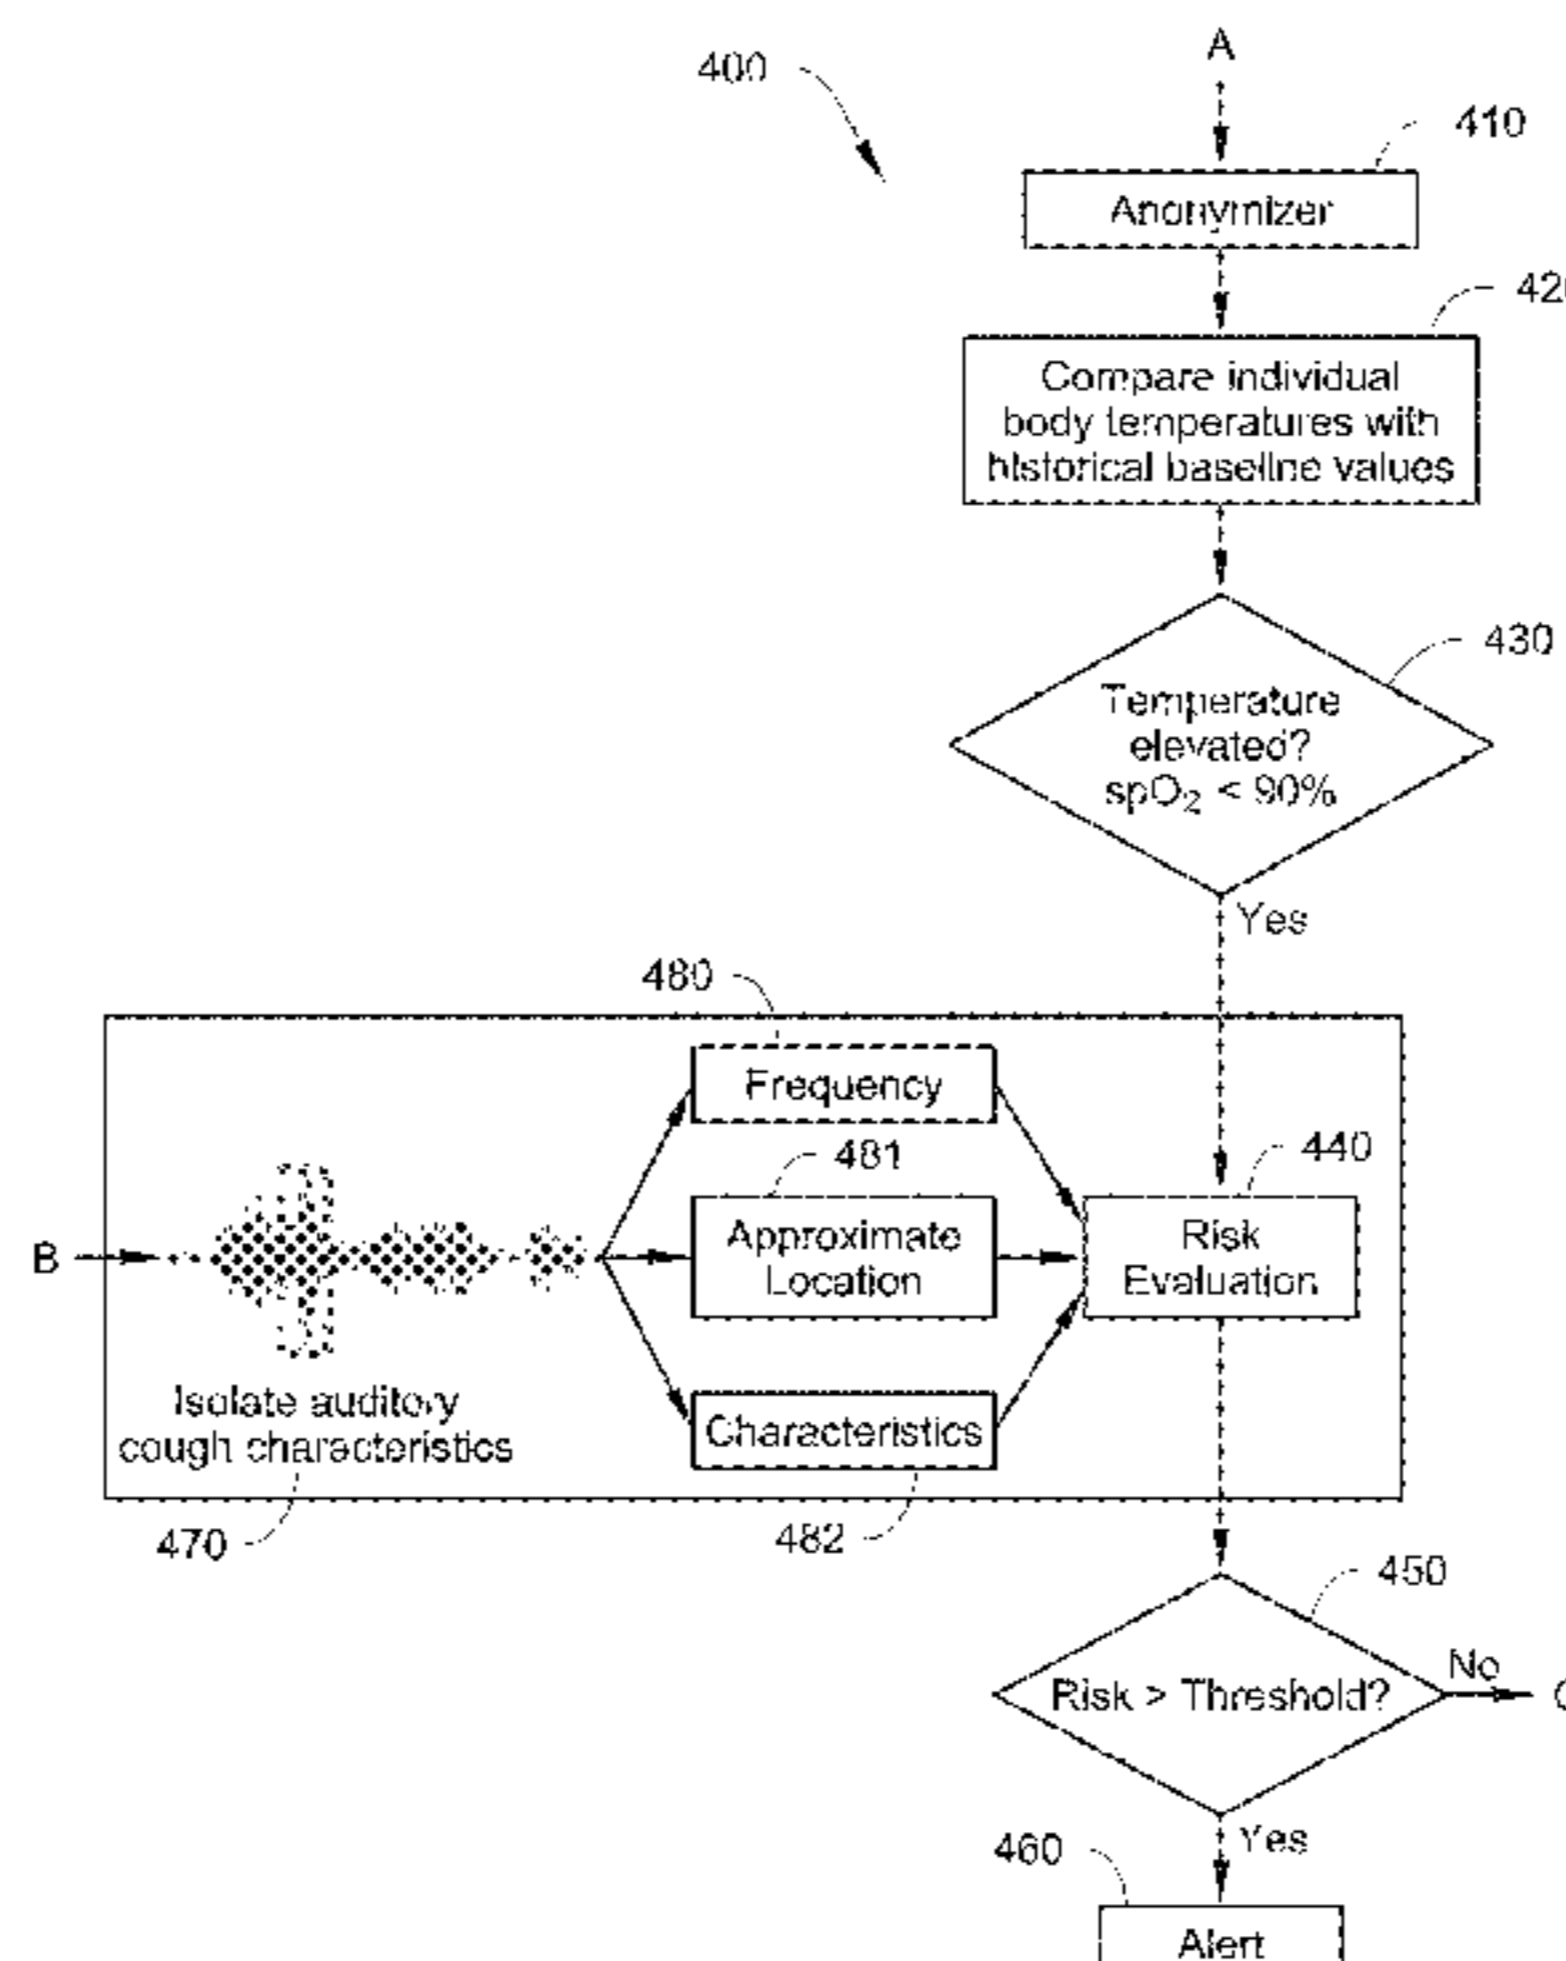 400
A
410
Anonymizer
420
Compare individual
body temperatures with
historical baseline values
430
Temperature
elevated?
spO₂ < 90%
Yes
480
Frequency
481
440
B
Approximate
Location
Risk
Evaluation
Isolate auditory
cough characteristics
Characteristics
470
482
450
Risk > Threshold?
No
460
Yes
Alert